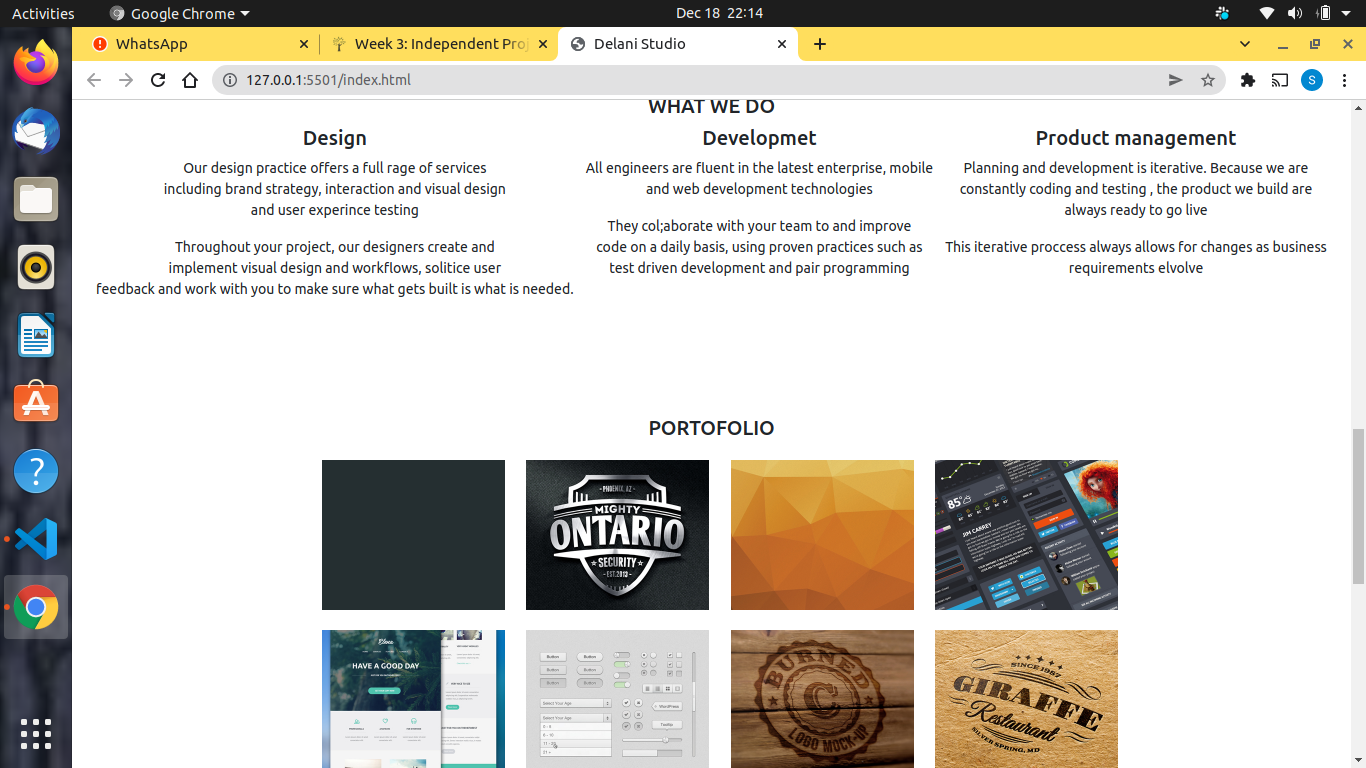 Activities
Google Chrome
Dec 18 22:14
WhatsApp
Week 3: Independent Pro
Delani Studio
127.0.0.1:5501/index.html
S
WHAT WE DO
Design
Our design practice offers a full rage of services
including brand strategy, interaction and visual design
and user experince testing
Throughout your project, our designers create and
implement visual design and workflows, solitice user
feedback and work with you to make sure what gets built is what is needed.
Developmet
All engineers are fluent in the latest enterprise, mobile
and web development technologies
They col;aborate with your team to and improve
code on a daily basis, using proven practices such as
test driven development and pair programming
Product management
Planning and development is iterative. Because we are
constantly coding and testing , the product we build are
always ready to go live
This iterative proccess always allows for changes as business
requirements elvolve
PORTOFOLIO
PHOENIX, AZ
MIGHTY
ONTARIO
SECURITY
EST.2013
85°
JIM CARREY
HAVE A GOOD DAY
Button Button
Button Button
Button Button
Select Your Age
Select Your Age
WordPress
Tooltip
BURNED
C
LOGO MOCK-UP
SINCE 1987
GIRAFFE
Restaurant
SILVER SPRING, MD